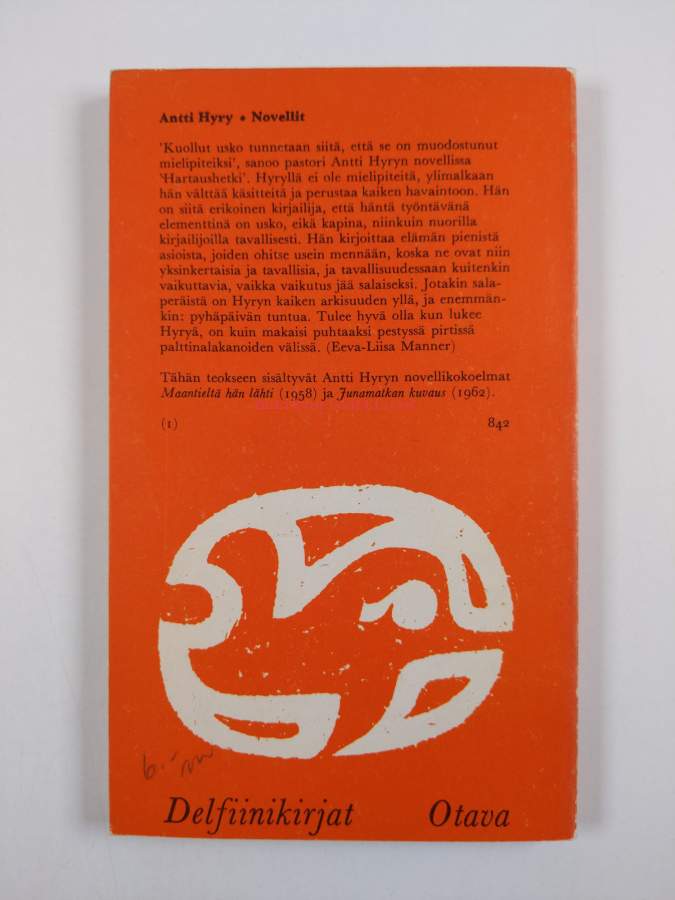 Antti Hyry • Novellit
'Kuollut usko tunnetaan siitä, että se on muodostunut
mielipiteiksi', sanoo pastori Antti Hyryn novellissa
'Hartaushetki'. Hyryllä ei ole mielipiteitä, ylimalkaan
hän välttää käsitteitä ja perustaa kaiken havaintoon. Hän
on siitä erikoinen kirjailija, että häntä työntävänä
elementtinä on usko, eikä kapina, niinkuin nuorilla
kirjailijoilla tavallisesti. Hän kirjoittaa elämän pienistä
asioista, joiden ohitse usein mennään, koska ne ovat niin
yksinkertaisia ja tavallisia, ja tavallisuudessaan kuitenkin
vaikuttavia, vaikka vaikutus jää salaiseksi. Jotakin sala-
peräistä on Hyryn kaiken arkisuuden yllä, ja enemmän-
kin: pyhäpäivän tuntua. Tulee hyvä olla kun lukee
Hyryä, on kuin makaisi puhtaaksi pestyssä pirtissä
palttinalakanoiden välissä. (Eeva-Liisa Manner)
Tähän teokseen sisältyvät Antti Hyryn novellikokoelmat
Maantieltä hän lähti (1958) ja Junamatkan kuvaus (1962).
(1) 842
Delfiinikirjat Otava